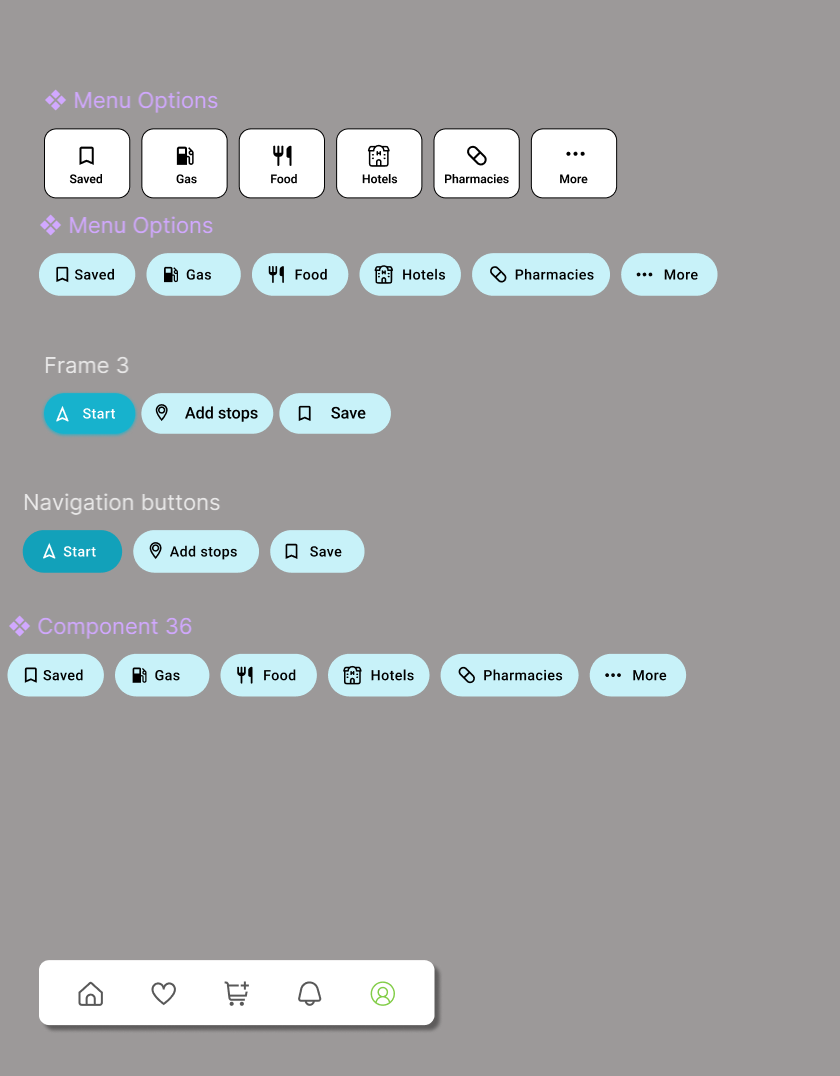 Menu Options
Saved Gas Food Hotels Pharmacies More
Menu Options
Saved Gas Food Hotels Pharmacies More
Frame 3
Start Add stops Save
Navigation buttons
Start Add stops Save
Component 36
Saved Gas Food Hotels Pharmacies More